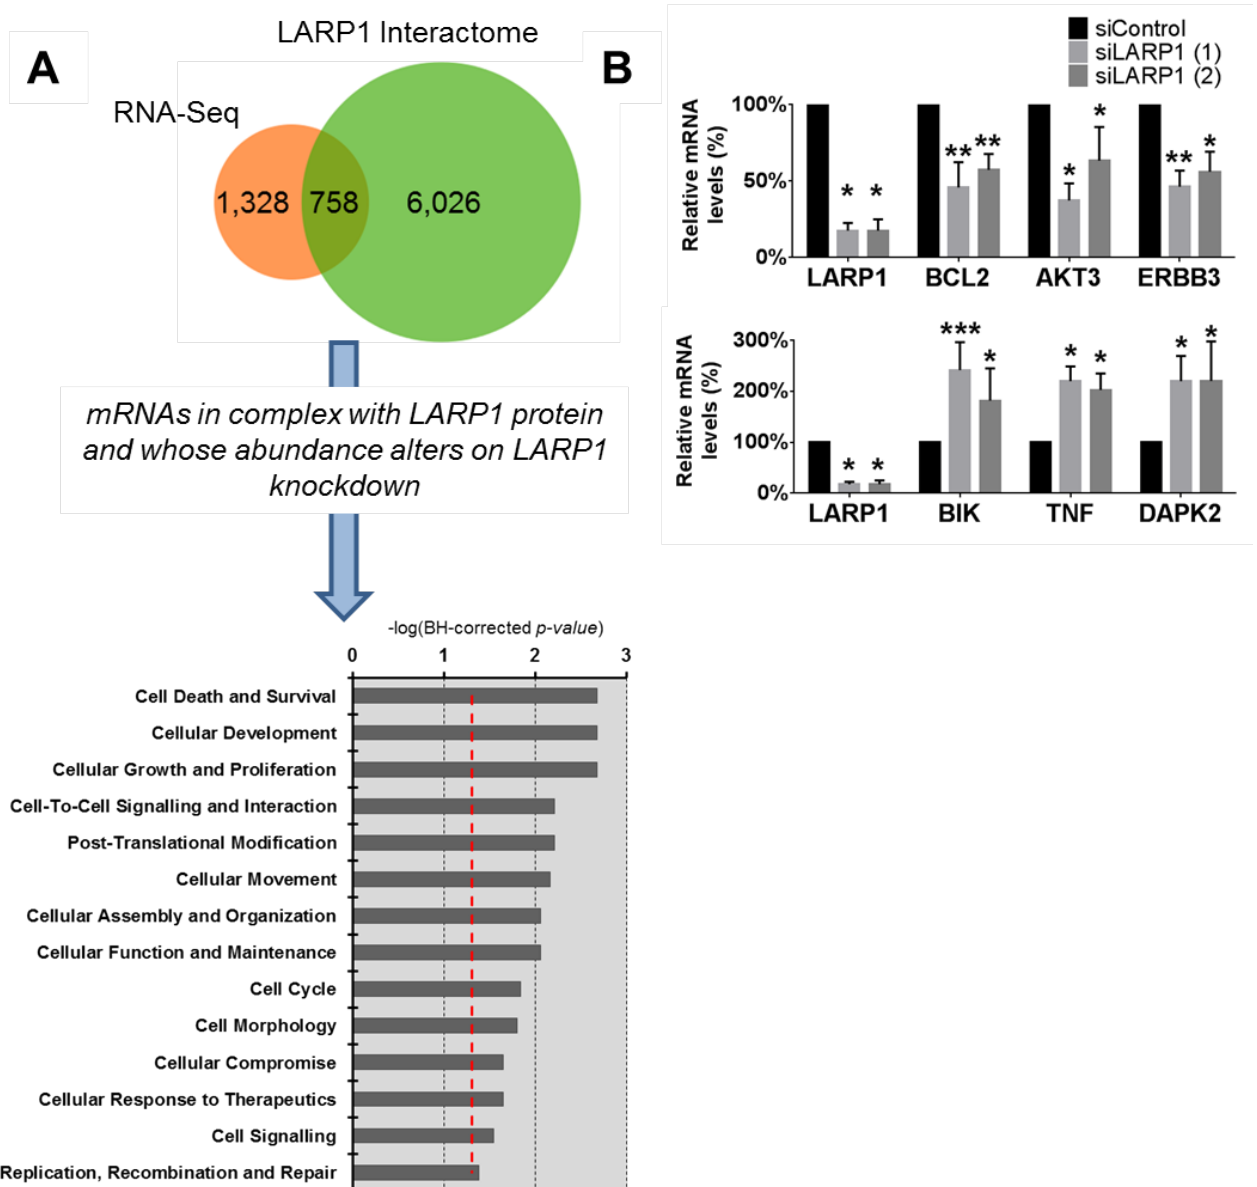 A
LARP1 Interactome
RNA-Seq
1,328 758 6,026
mRNAs in complex with LARP1 protein
and whose abundance alters on LARP1
knockdown
-log(BH-corrected p-value)
0 1 2 3
Cell Death and Survival
Cellular Development
Cellular Growth and Proliferation
Cell-To-Cell Signalling and Interaction
Post-Translational Modification
Cellular Movement
Cellular Assembly and Organization
Cellular Function and Maintenance
Cell Cycle
Cell Morphology
Cellular Compromise
Cellular Response to Therapeutics
Cell Signalling
Replication, Recombination and Repair
B
siControl
siLARP1 (1)
siLARP1 (2)
Relative mRNA
levels (%)
100%
50%
0%
* * ** ** * * ** *
LARP1 BCL2 AKT3 ERBB3
Relative mRNA
levels (%)
300%
200%
100%
0%
* * *** * * * * *
LARP1 BIK TNF DAPK2